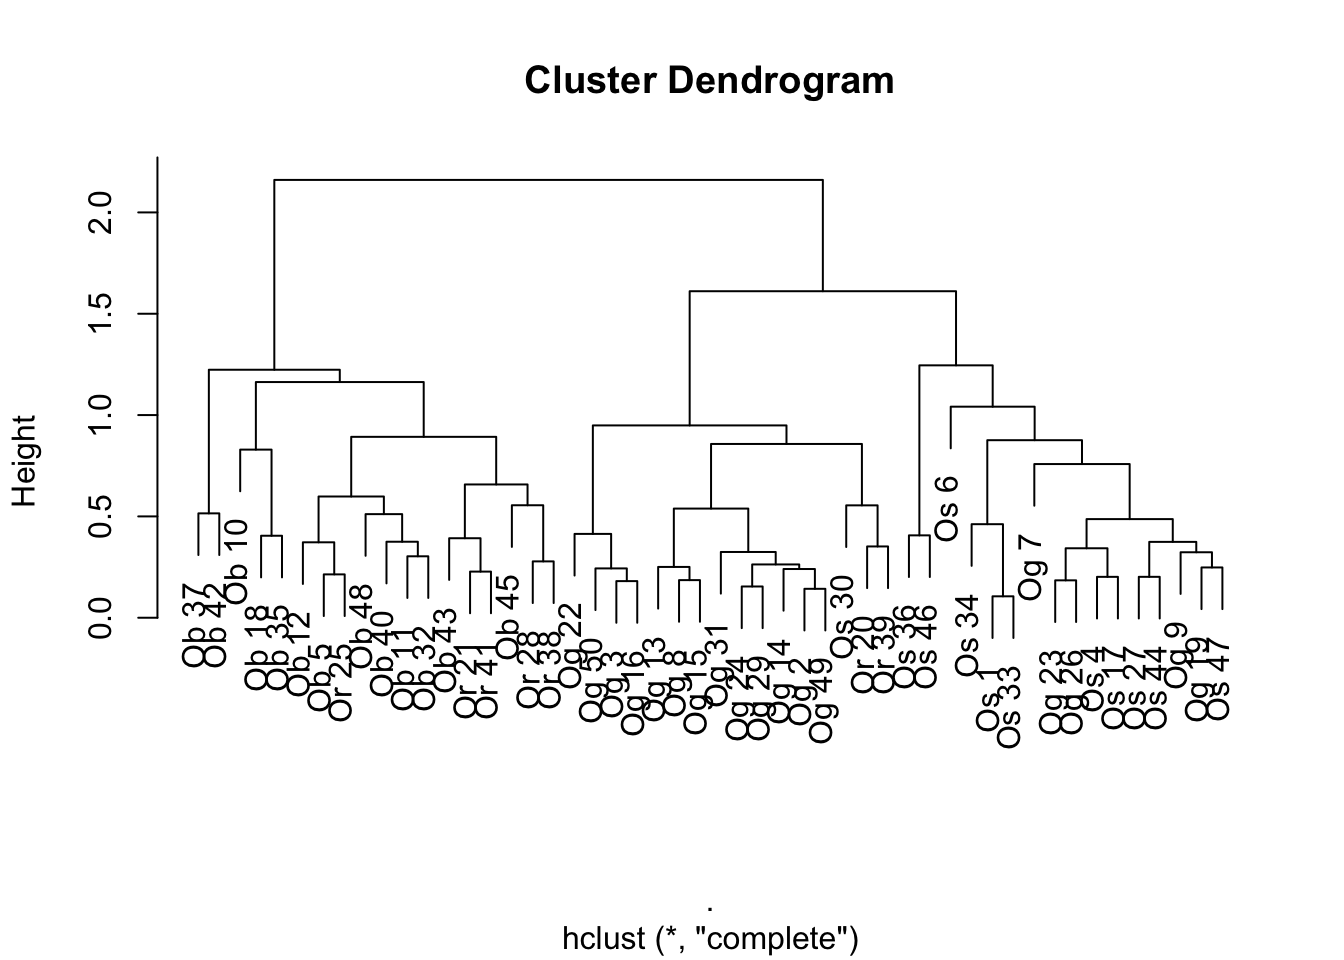 Cluster Dendrogram
Height
0.0
0.5
1.0
1.5
2.0
Ob 37
Ob 42
Ob 10
Ob 18
Ob 35
Ob 12
Ob 5
Or 25
Ob 48
Ob 40
Ob 11
Ob 32
Ob 43
Or 21
Or 41
Ob 45
Or 28
Or 38
Og 22
Og 50
Og 3
Og 16
Og 13
Og 8
Og 15
Og 31
Og 24
Og 29
Og 14
Og 2
Og 49
Os 30
Or 20
Or 39
Os 36
Os 46
Os 6
Os 34
Os 1
Os 33
Og 7
Og 23
Og 26
Os 4
Os 17
Os 27
Os 44
Og 9
Og 19
Os 47
.
hclust (*, "complete")